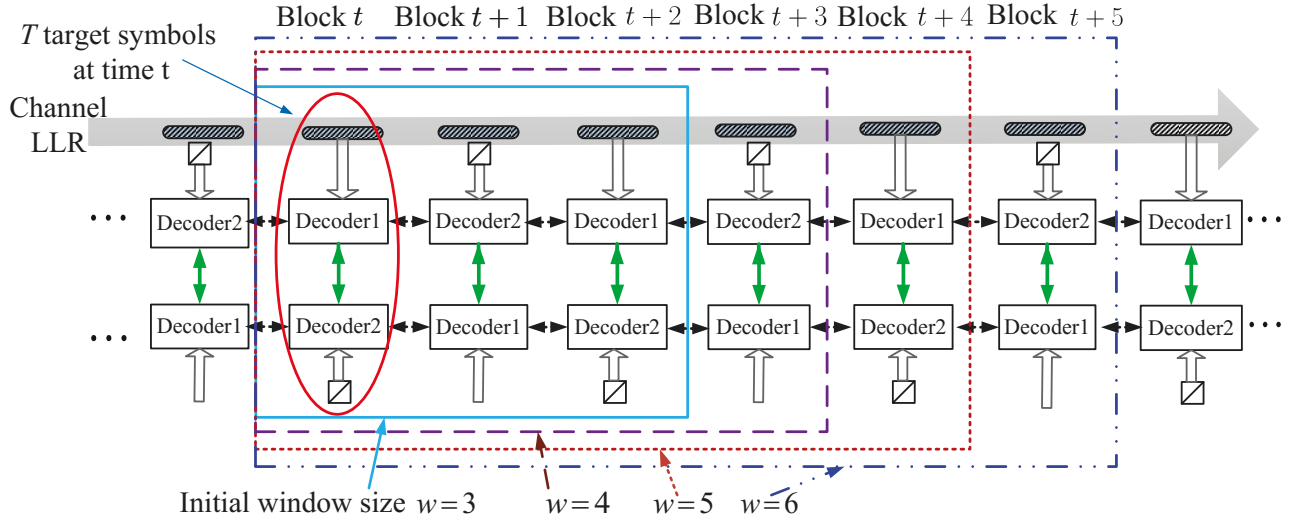 Block t Block t + 1 Block t + 2 Block t + 3 Block t + 4 Block t + 5
T target symbols
at time t
Channel
LLR
... Decoder2 Decoder1 Decoder2 Decoder1 Decoder2 Decoder1 Decoder2 Decoder1 ...
... Decoder1 Decoder2 Decoder1 Decoder2 Decoder1 Decoder2 Decoder1 Decoder2 ...
Initial window size w=3 w=4 w=5 w=6